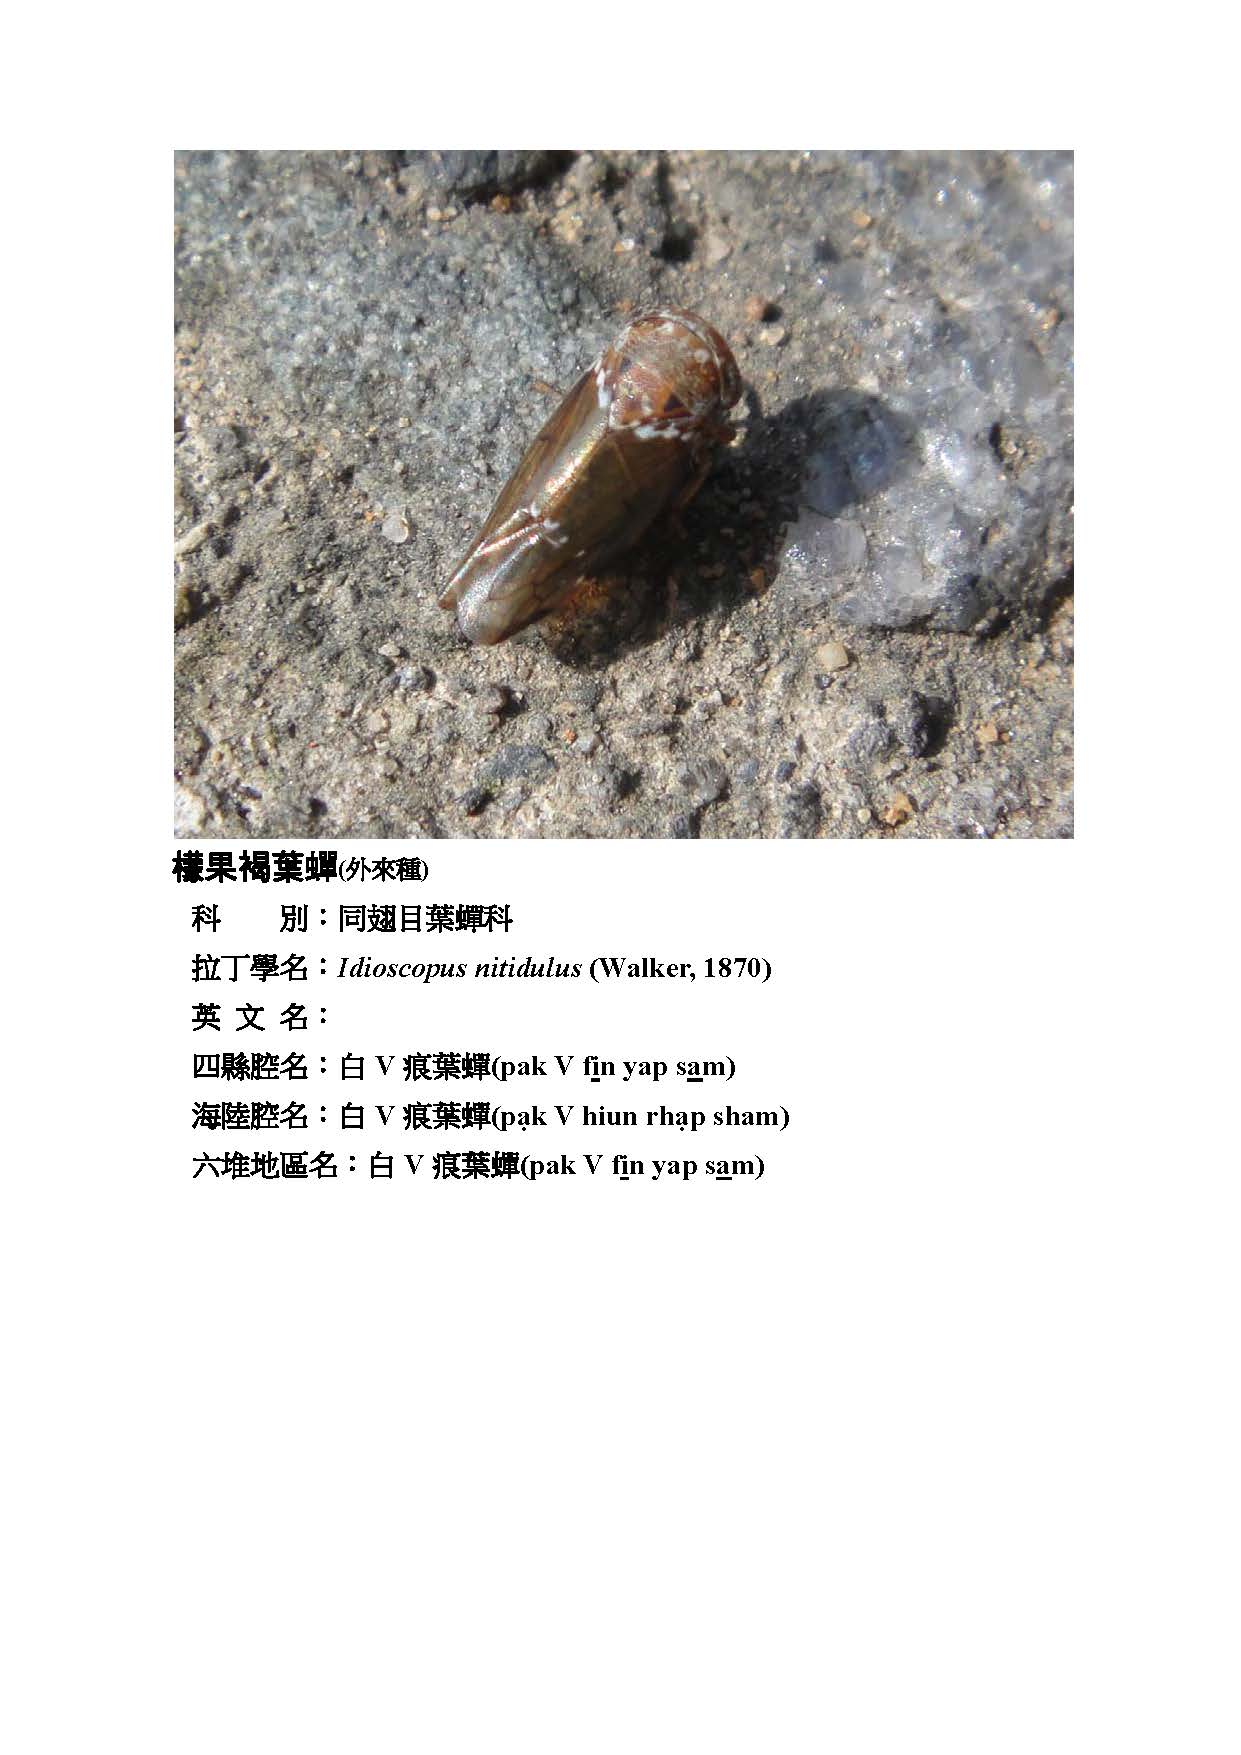 檨果褐葉蟬(外來種)
科　　別：同翅目葉蟬科
拉丁學名：Idioscopus nitidulus (Walker, 1870)
英 文 名：
四縣腔名：白 V 痕葉蟬(pak V fi̲n yap sa̲m)
海陸腔名：白 V 痕葉蟬(pạk V hiun rhạp sham)
六堆地區名：白 V 痕葉蟬(pak V fi̲n yap sa̲m)